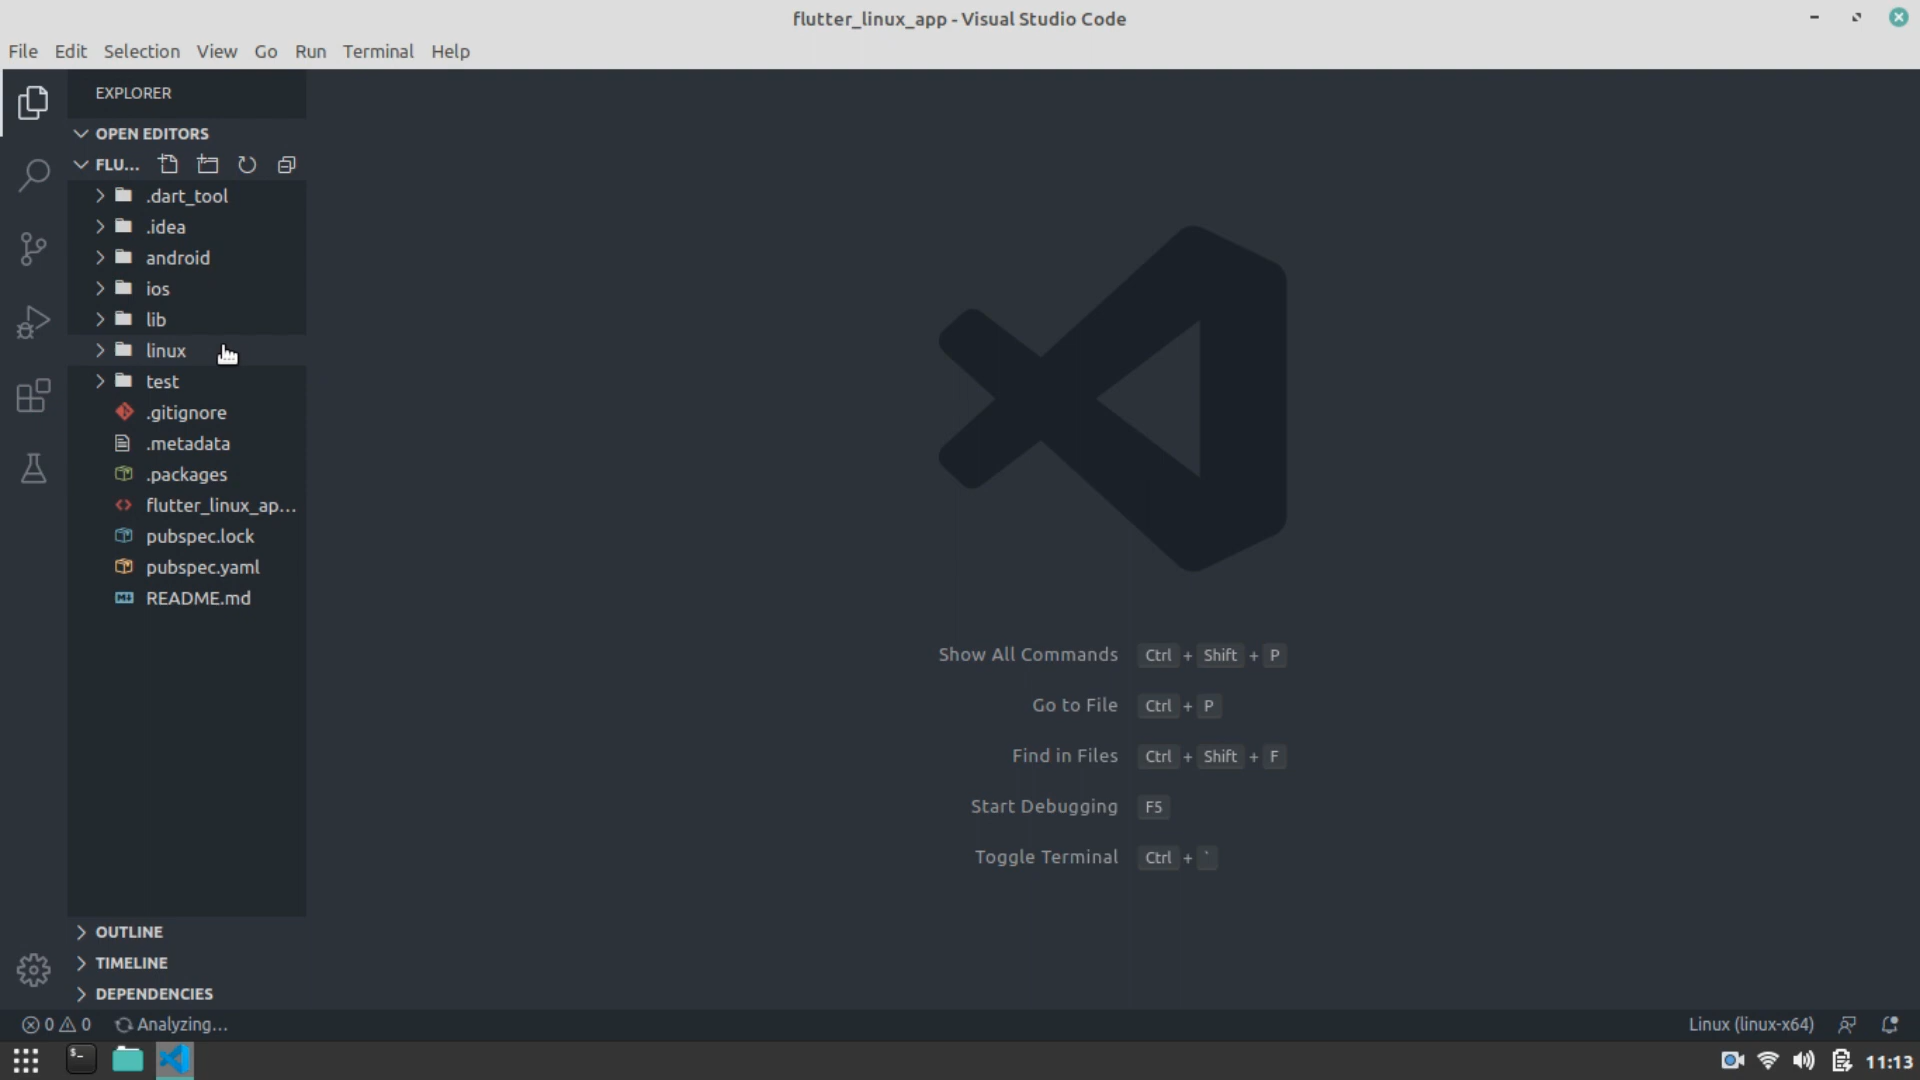 flutter_linux_app - Visual Studio Code
File Edit Selection View Go Run Terminal Help
EXPLORER
OPEN EDITORS
FLU...
.dart_tool
.idea
android
ios
lib
linux
test
.gitignore
.metadata
.packages
flutter_linux_ap...
pubspec.lock
pubspec.yaml
README.md
Show All Commands Ctrl + Shift + P
Go to File Ctrl + P
Find in Files Ctrl + Shift + F
Start Debugging F5
Toggle Terminal Ctrl + `
OUTLINE
TIMELINE
DEPENDENCIES
0 0 Analyzing... Linux (linux-x64)
11:13